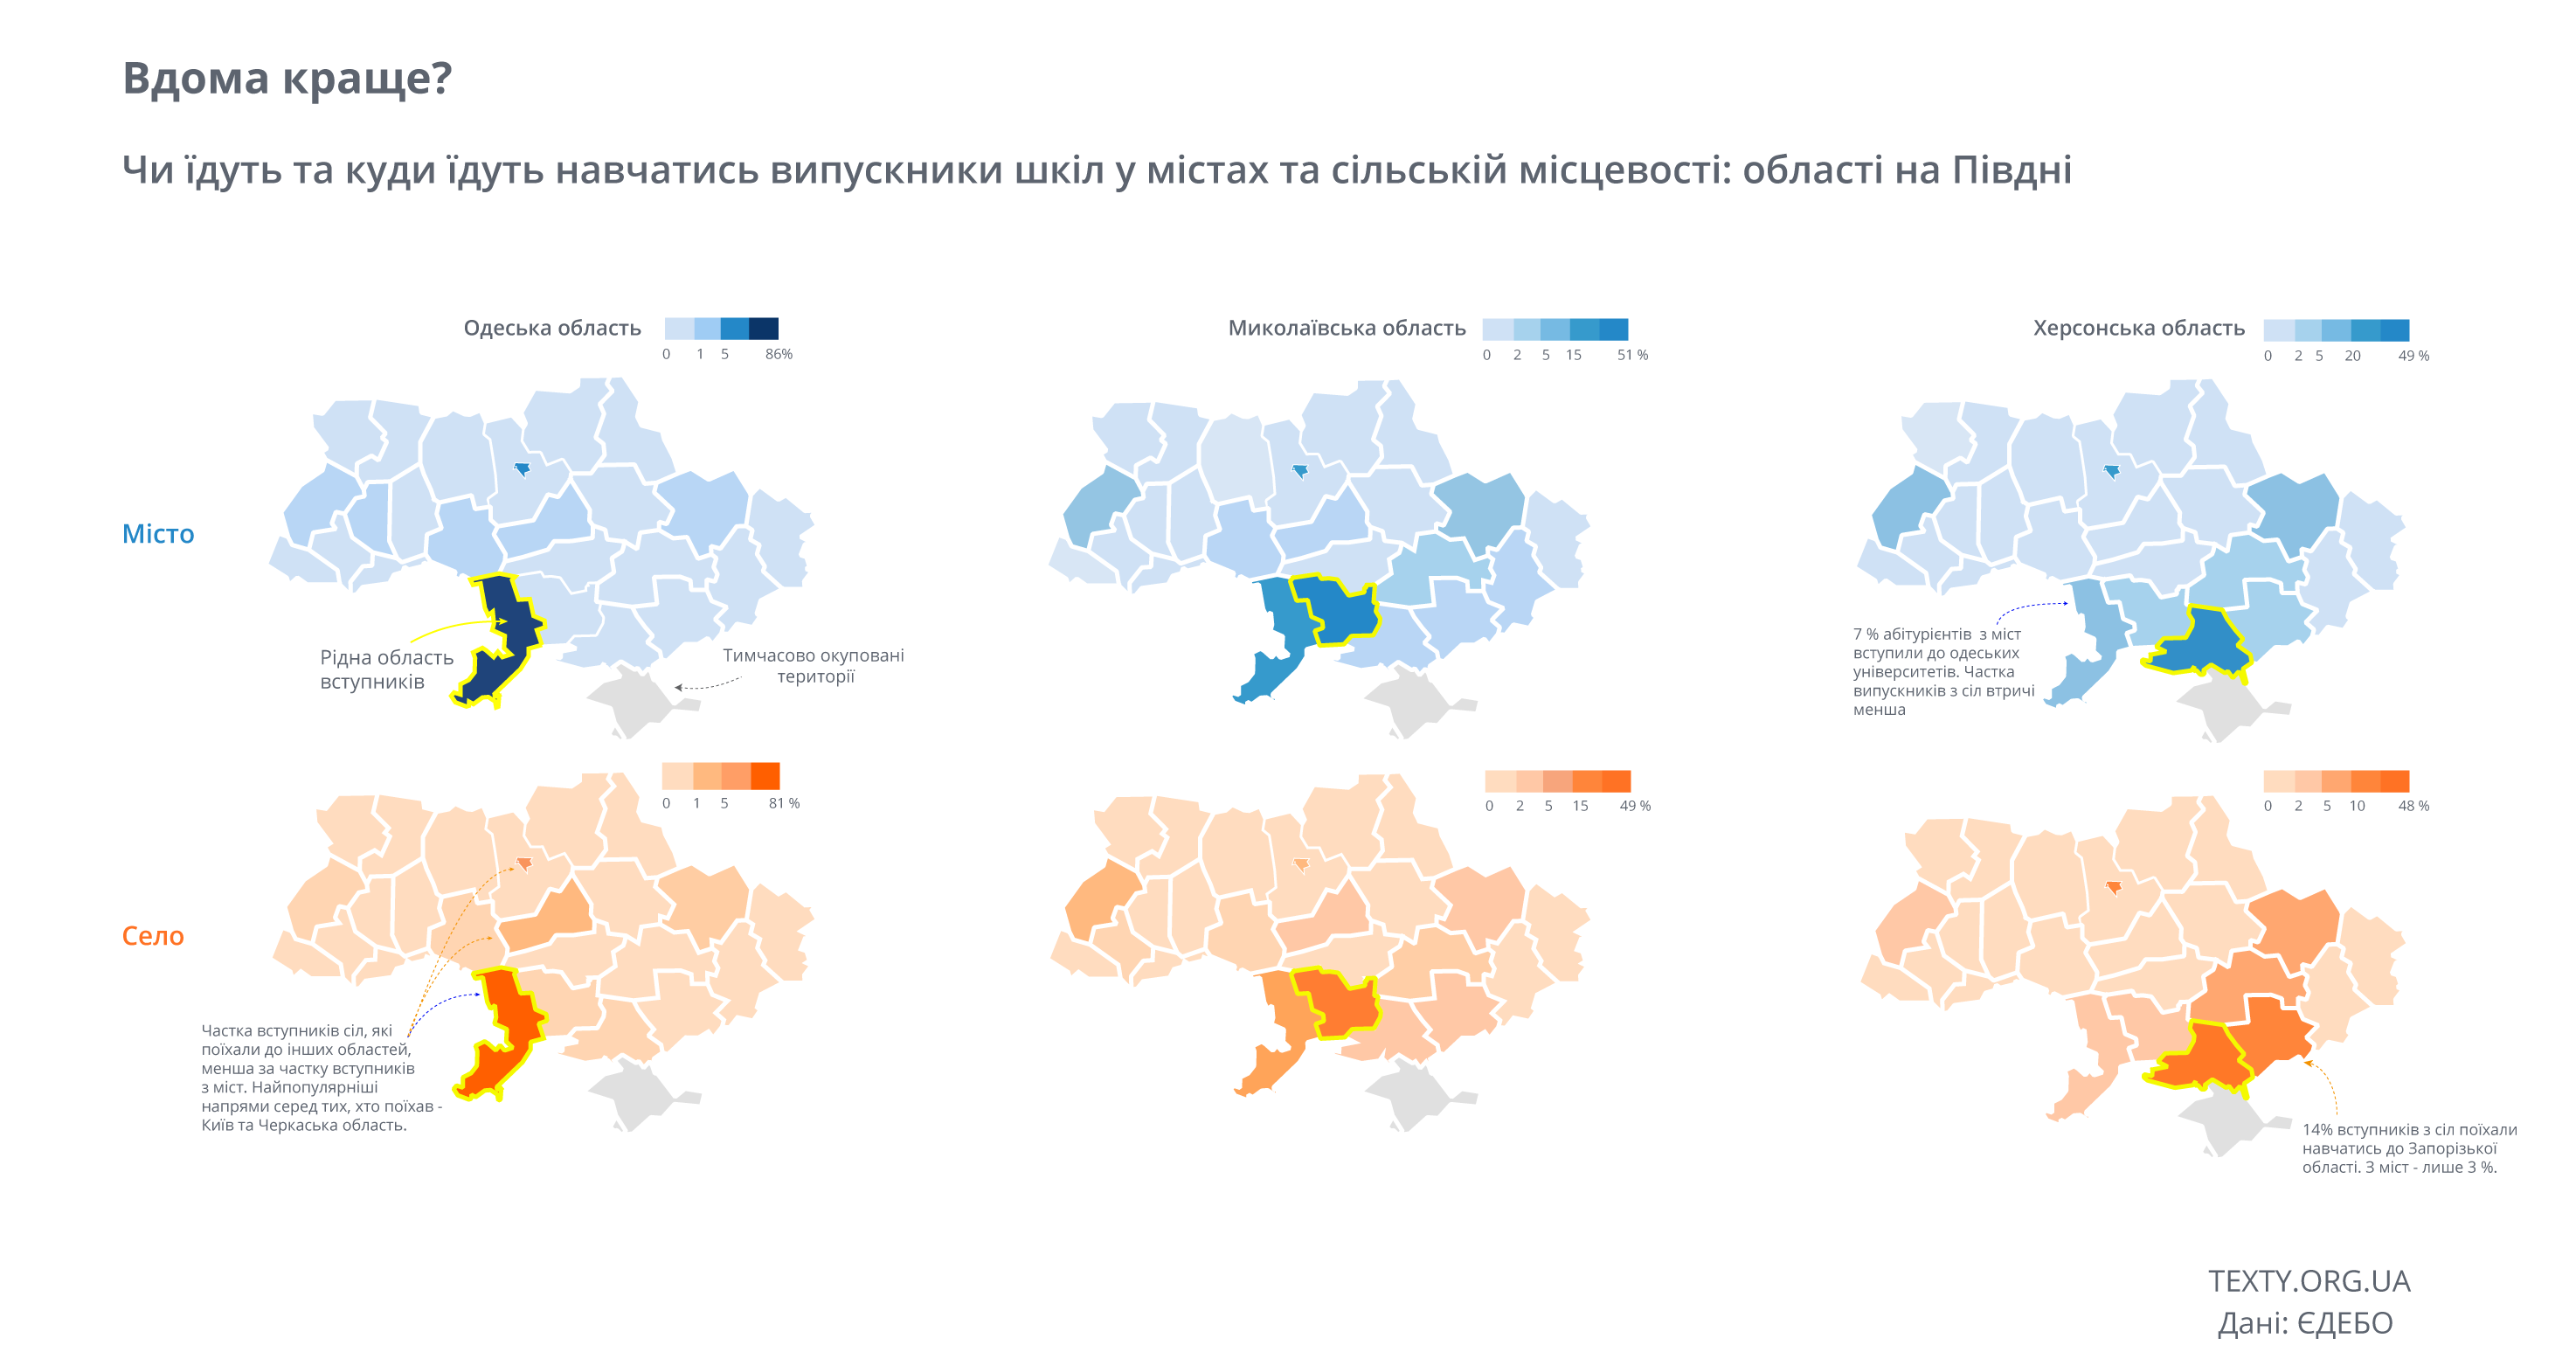 Вдома краще?
Чи їдуть та куди їдуть навчатись випускники шкіл у містах та сільській місцевості: області на Півдні
Одеська область
0 1 5 86%
Миколаївська область
0 2 5 15 51 %
Херсонська область
0 2 5 20 49 %
Місто
Рідна область
вступників
Тимчасово окуповані
території
7 % абітурієнтів з міст
вступили до одеських
університетів. Частка
випускників з сіл втричі
менша
0 1 5 81 %
0 2 5 15 49 %
0 2 5 10 48 %
Село
Частка вступників сіл, які
поїхали до інших областей,
менша за частку вступників
з міст. Найпопулярніші
напрями серед тих, хто поїхав -
Київ та Черкаська область.
14% вступників з сіл поїхали
навчатись до Запорізької
області. З міст - лише 3 %.
TEXTY.ORG.UA
Дані: ЄДЕБО